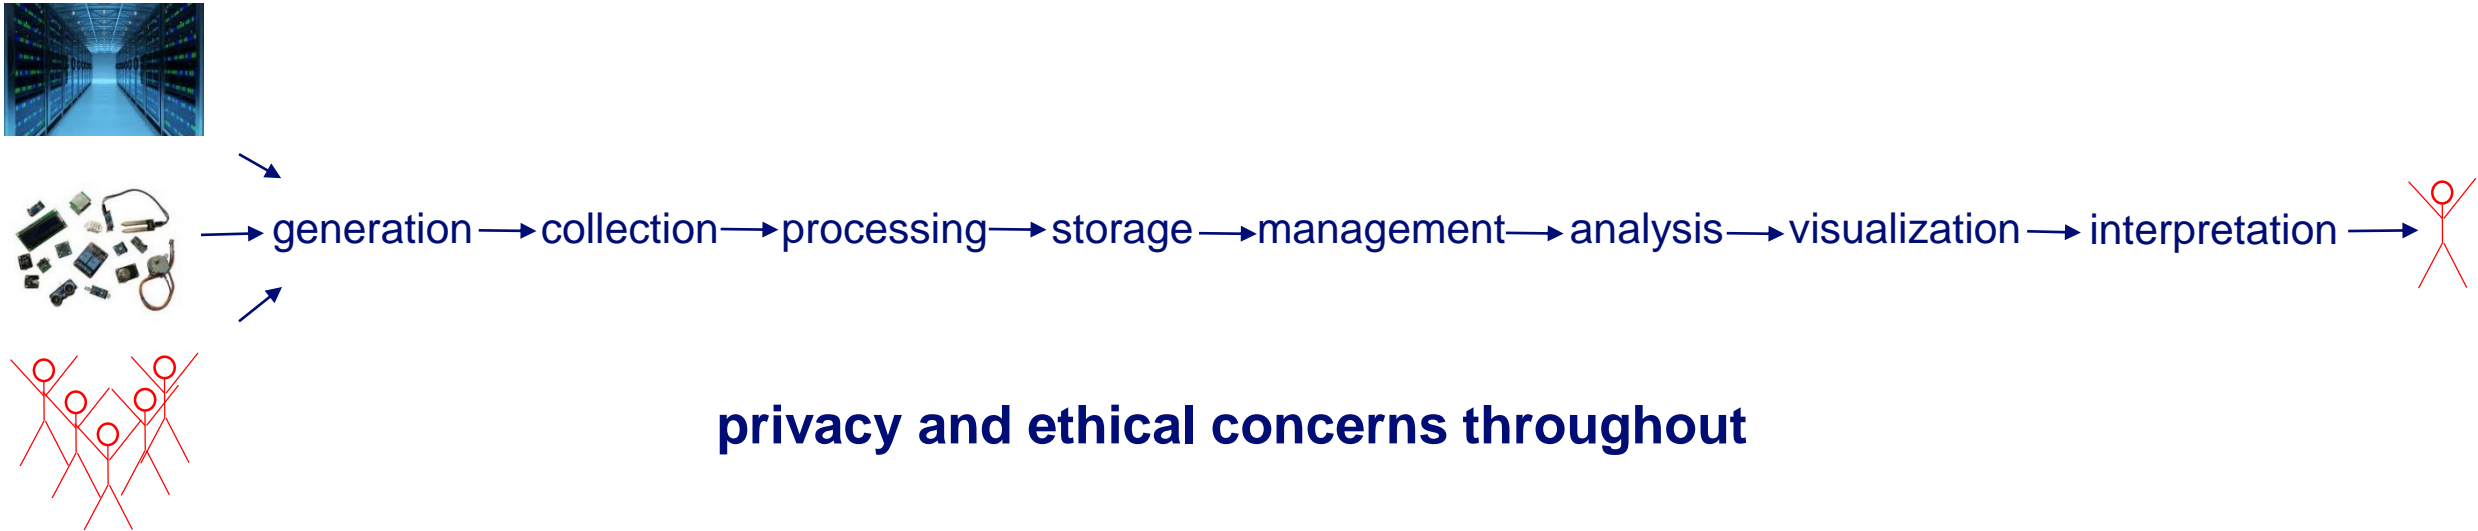 generation collection processing storage management analysis visualization interpretation
privacy and ethical concerns throughout